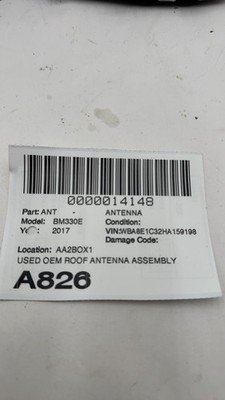 0000014148
Part: ANT - ANTENNA
Model: BM330E Condition:
2017 VIN:WBA8E1C32HA159198
Damage Code:
Location: AA2BOX1
USED OEM ROOF ANTENNA ASSEMBLY
A826